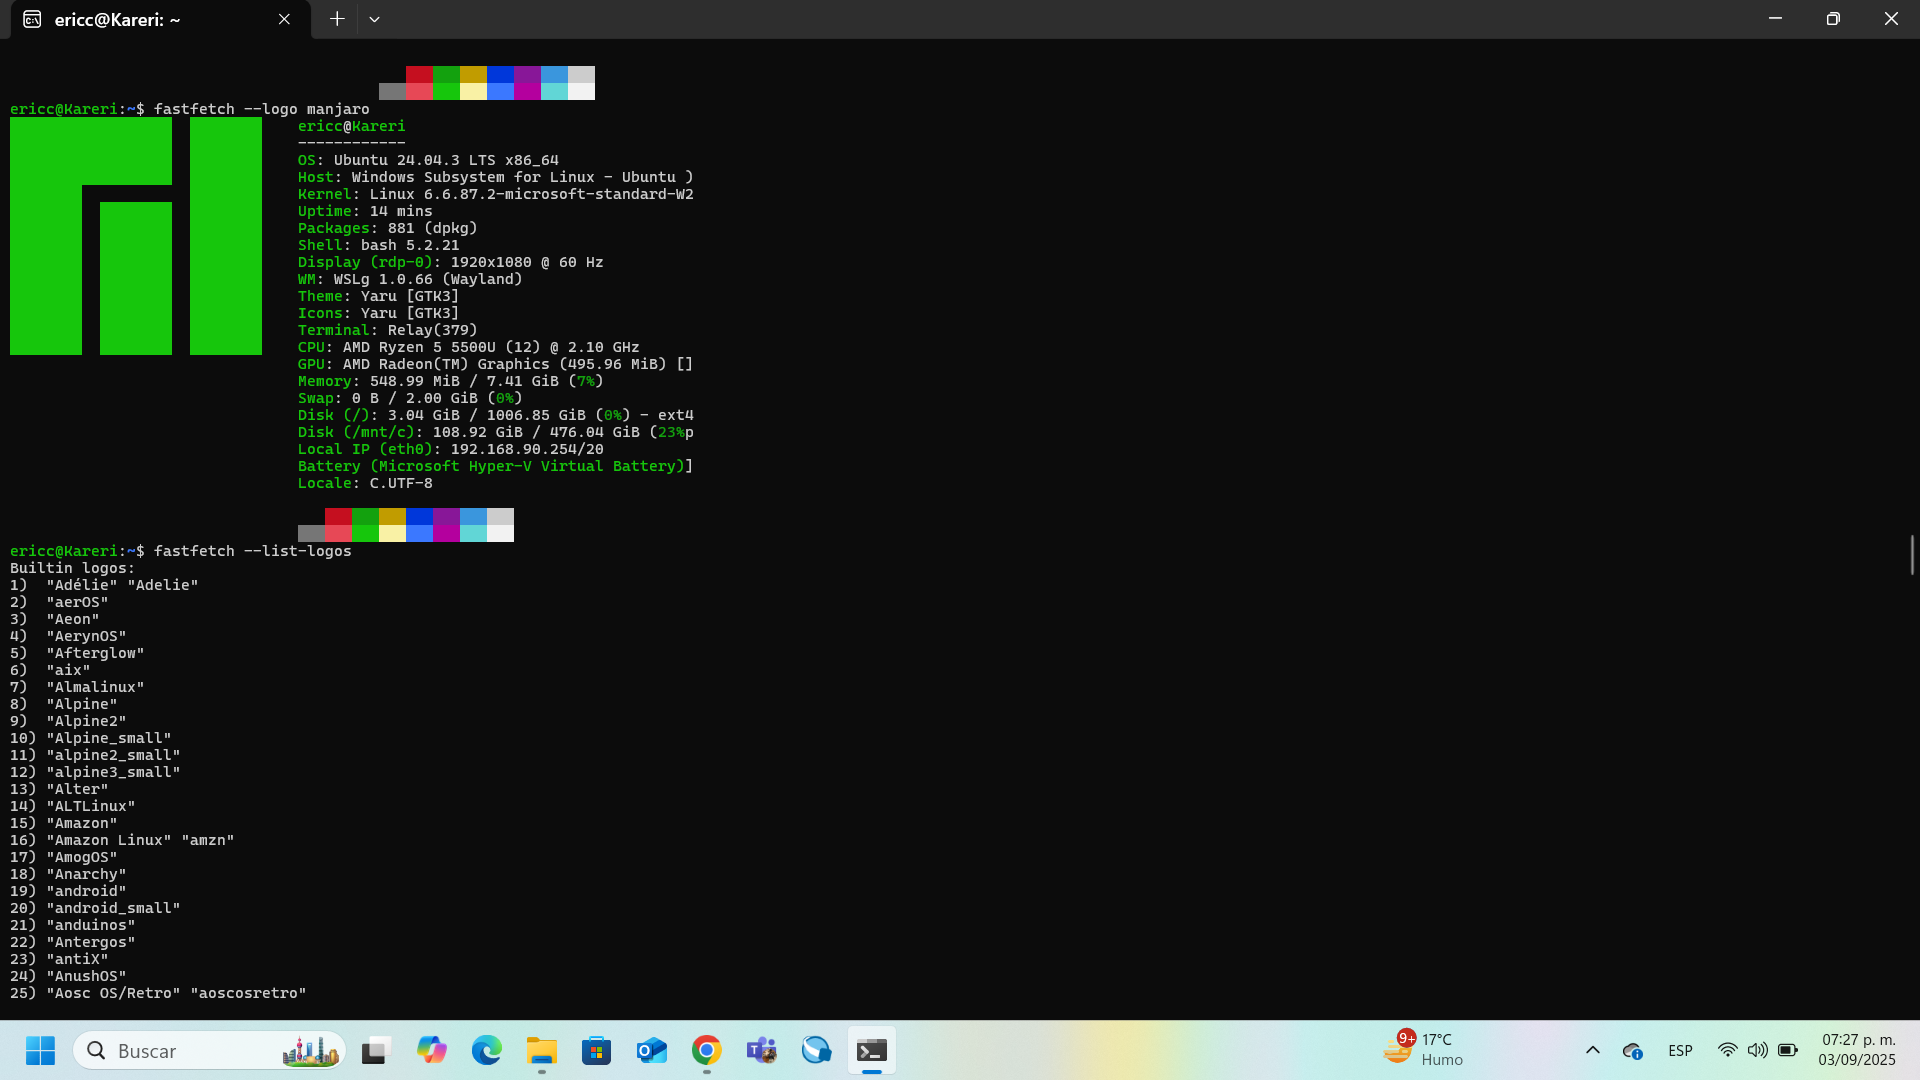 ericc@Kareri: ~
ericc@Kareri:~$ fastfetch --logo manjaro
ericc@Kareri
------------
OS: Ubuntu 24.04.3 LTS x86_64
Host: Windows Subsystem for Linux - Ubuntu )
Kernel: Linux 6.6.87.2-microsoft-standard-W2
Uptime: 14 mins
Packages: 881 (dpkg)
Shell: bash 5.2.21
Display (rdp-0): 1920x1080 @ 60 Hz
WM: WSLg 1.0.66 (Wayland)
Theme: Yaru [GTK3]
Icons: Yaru [GTK3]
Terminal: Relay(379)
CPU: AMD Ryzen 5 5500U (12) @ 2.10 GHz
GPU: AMD Radeon(TM) Graphics (495.96 MiB) []
Memory: 548.99 MiB / 7.41 GiB (7%)
Swap: 0 B / 2.00 GiB (0%)
Disk (/): 3.04 GiB / 1006.85 GiB (0%) - ext4
Disk (/mnt/c): 108.92 GiB / 476.04 GiB (23%p
Local IP (eth0): 192.168.90.254/20
Battery (Microsoft Hyper-V Virtual Battery)]
Locale: C.UTF-8
ericc@Kareri:~$ fastfetch --list-logos
Builtin logos:
1)  "Adélie" "Adelie"
2)  "aerOS"
3)  "Aeon"
4)  "AerynOS"
5)  "Afterglow"
6)  "aix"
7)  "Almalinux"
8)  "Alpine"
9)  "Alpine2"
10) "Alpine_small"
11) "alpine2_small"
12) "alpine3_small"
13) "Alter"
14) "ALTLinux"
15) "Amazon"
16) "Amazon Linux" "amzn"
17) "AmogOS"
18) "Anarchy"
19) "android"
20) "android_small"
21) "anduinos"
22) "Antergos"
23) "antiX"
24) "AnushOS"
25) "Aosc OS/Retro" "aoscosretro"
Buscar
9+
17°C
Humo
ESP
07:27 p. m.
03/09/2025